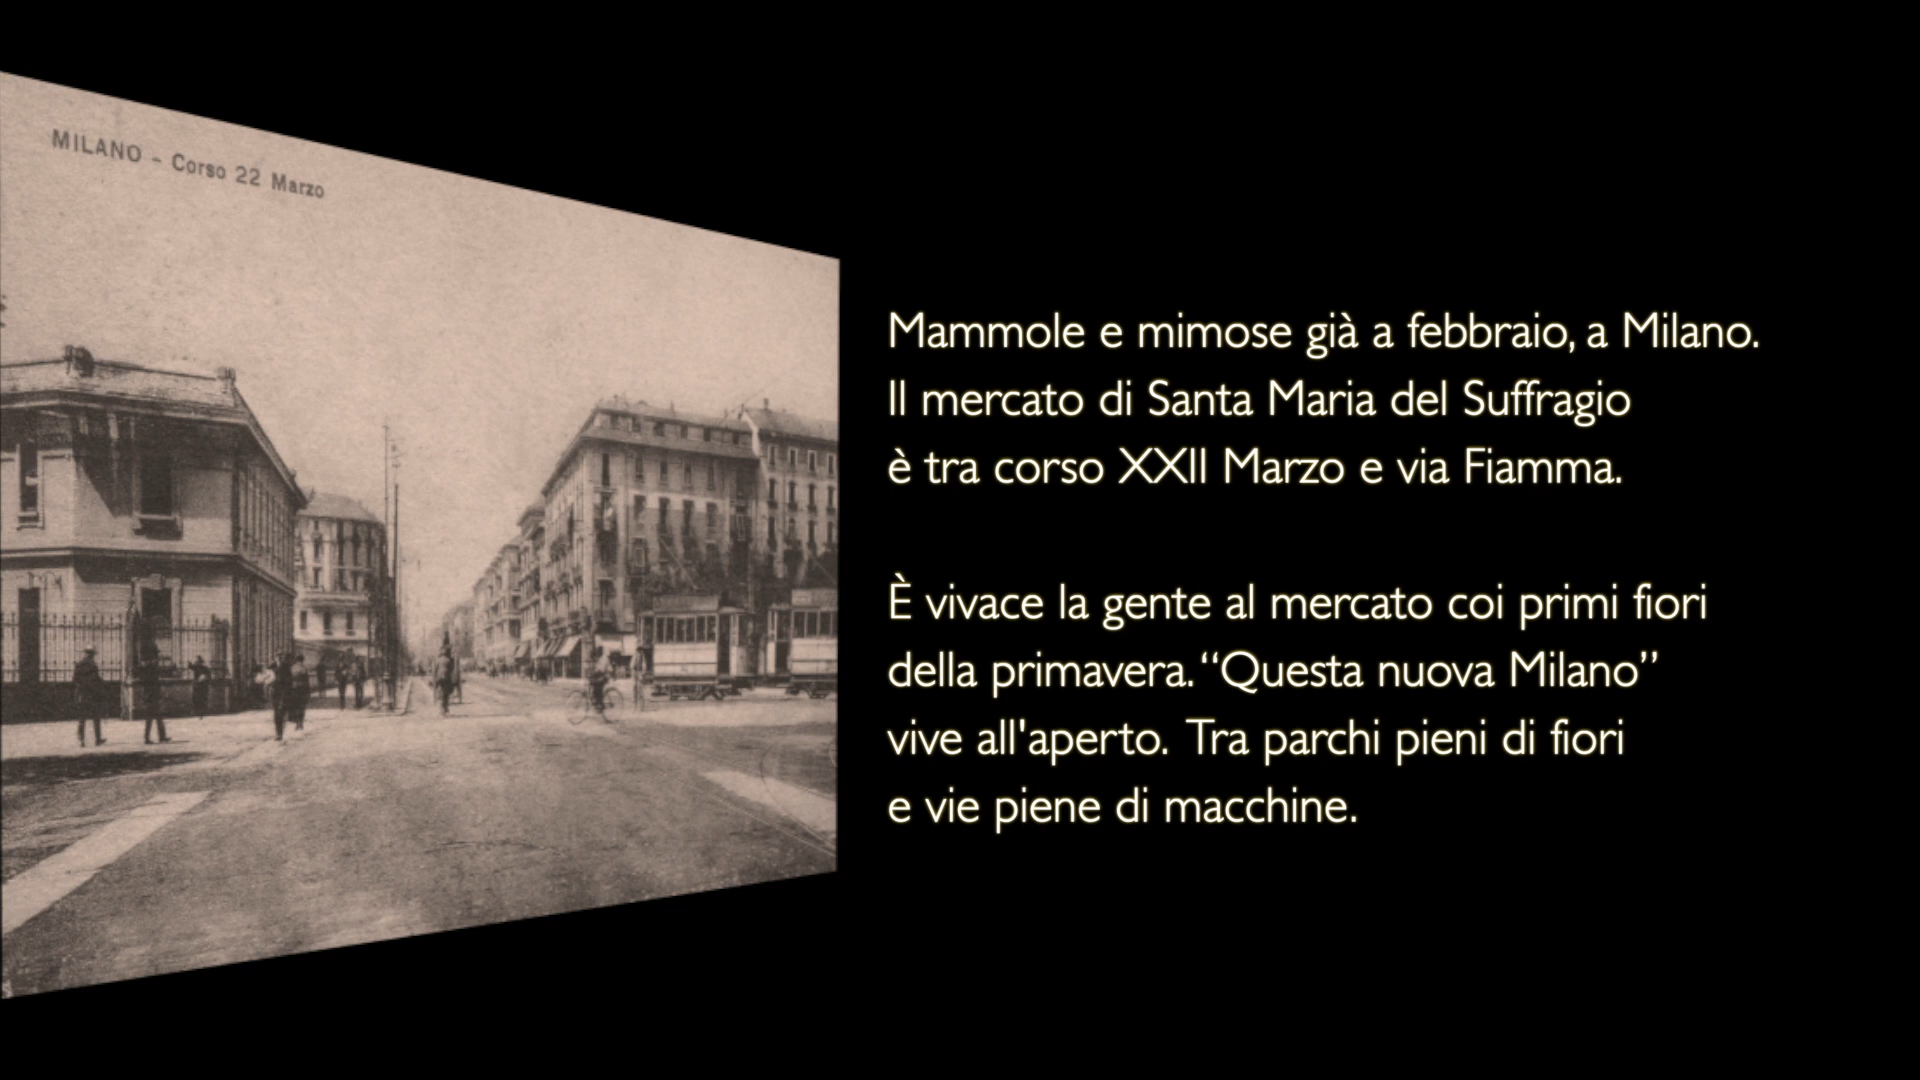 MILANO - Corso 22 Marzo
Mammole e mimose già a febbraio, a Milano.
Il mercato di Santa Maria del Suffragio
è tra corso XXII Marzo e via Fiamma.
È vivace la gente al mercato coi primi fiori
della primavera. “Questa nuova Milano”
vive all'aperto. Tra parchi pieni di fiori
e vie piene di macchine.